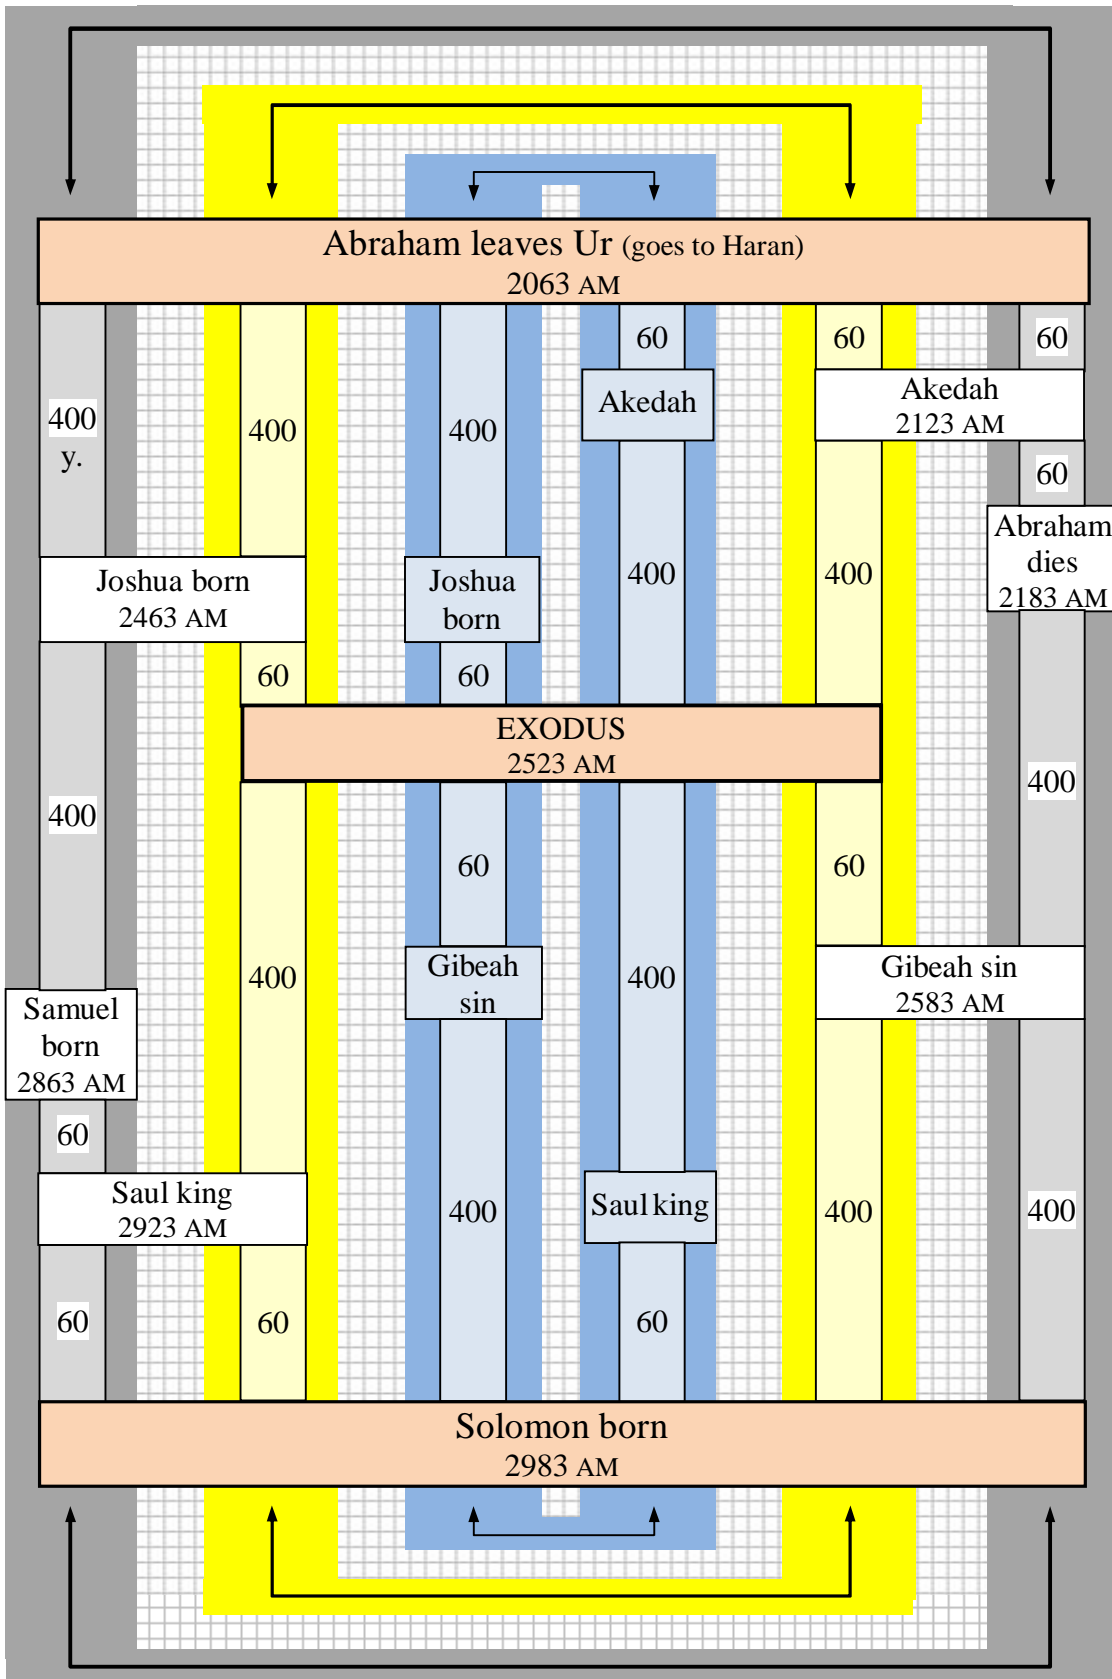 Abraham leaves Ur (goes to Haran)
2063 AM
60
60
60
Akedah
Akedah
2123 AM
400
y.
400
400
60
Abraham
dies
2183 AM
400
400
Joshua born
2463 AM
Joshua
born
60
60
EXODUS
2523 AM
400
400
60
60
400
400
Gibeah
sin
400
Gibeah sin
2583 AM
Samuel
born
2863 AM
60
Saul king
2923 AM
400
Saul king
400
400
60
60
60
Solomon born
2983 AM